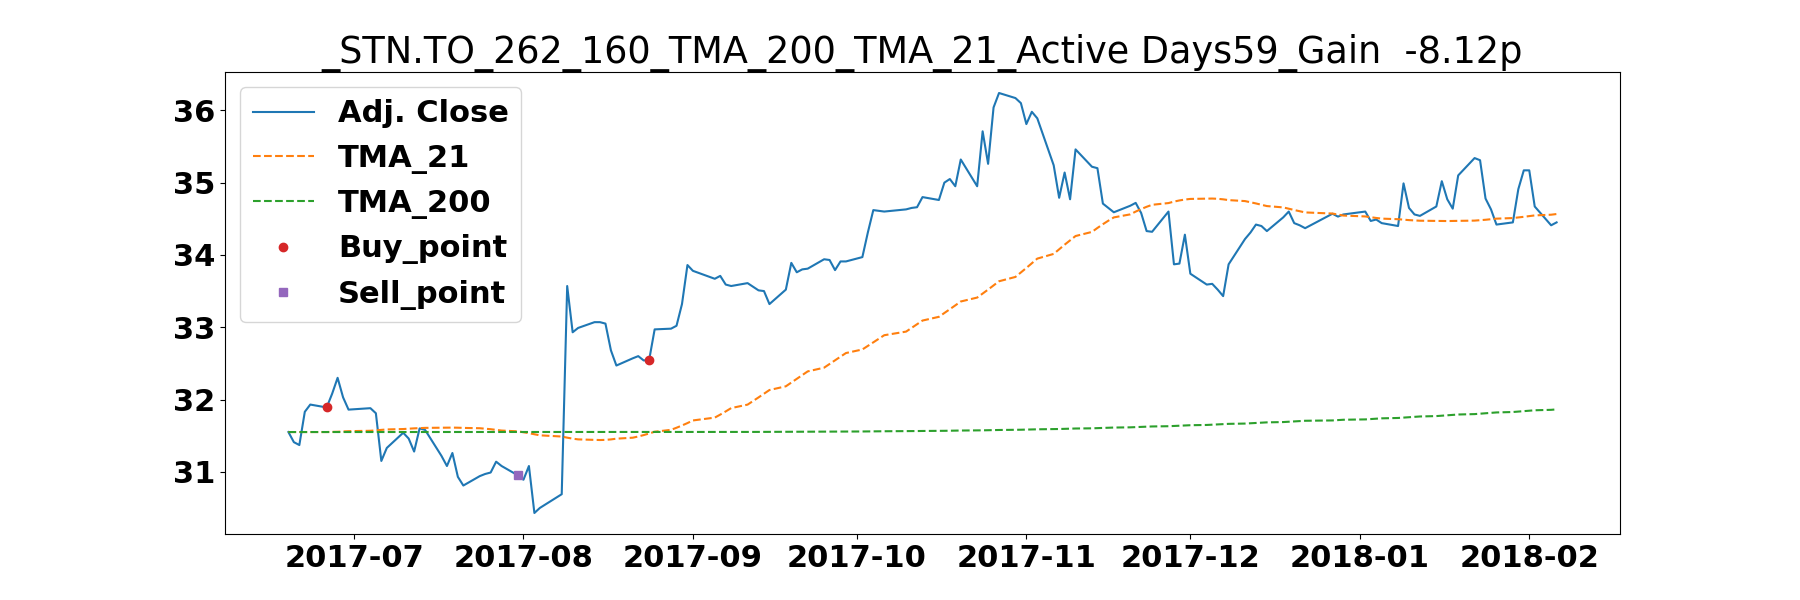 _STN.TO_262_160_TMA_200_TMA_21_Active Days59_Gain  -8.12p
Adj. Close
TMA_21
TMA_200
Buy_point
Sell_point
36
35
34
33
32
31
2017-07
2017-08
2017-09
2017-10
2017-11
2017-12
2018-01
2018-02